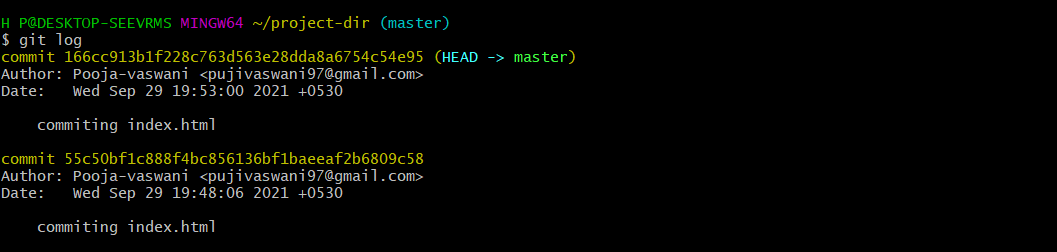 H P@DESKTOP-SEEVRMS MINGW64 ~/project-dir (master)
$ git log
commit 166cc913b1f228c763d563e28dda8a6754c54e95 (HEAD -> master)
Author: Pooja-vaswani <pujivaswani97@gmail.com>
Date:   Wed Sep 29 19:53:00 2021 +0530
    commiting index.html
commit 55c50bf1c888f4bc856136bf1baeeaf2b6809c58
Author: Pooja-vaswani <pujivaswani97@gmail.com>
Date:   Wed Sep 29 19:48:06 2021 +0530
    commiting index.html